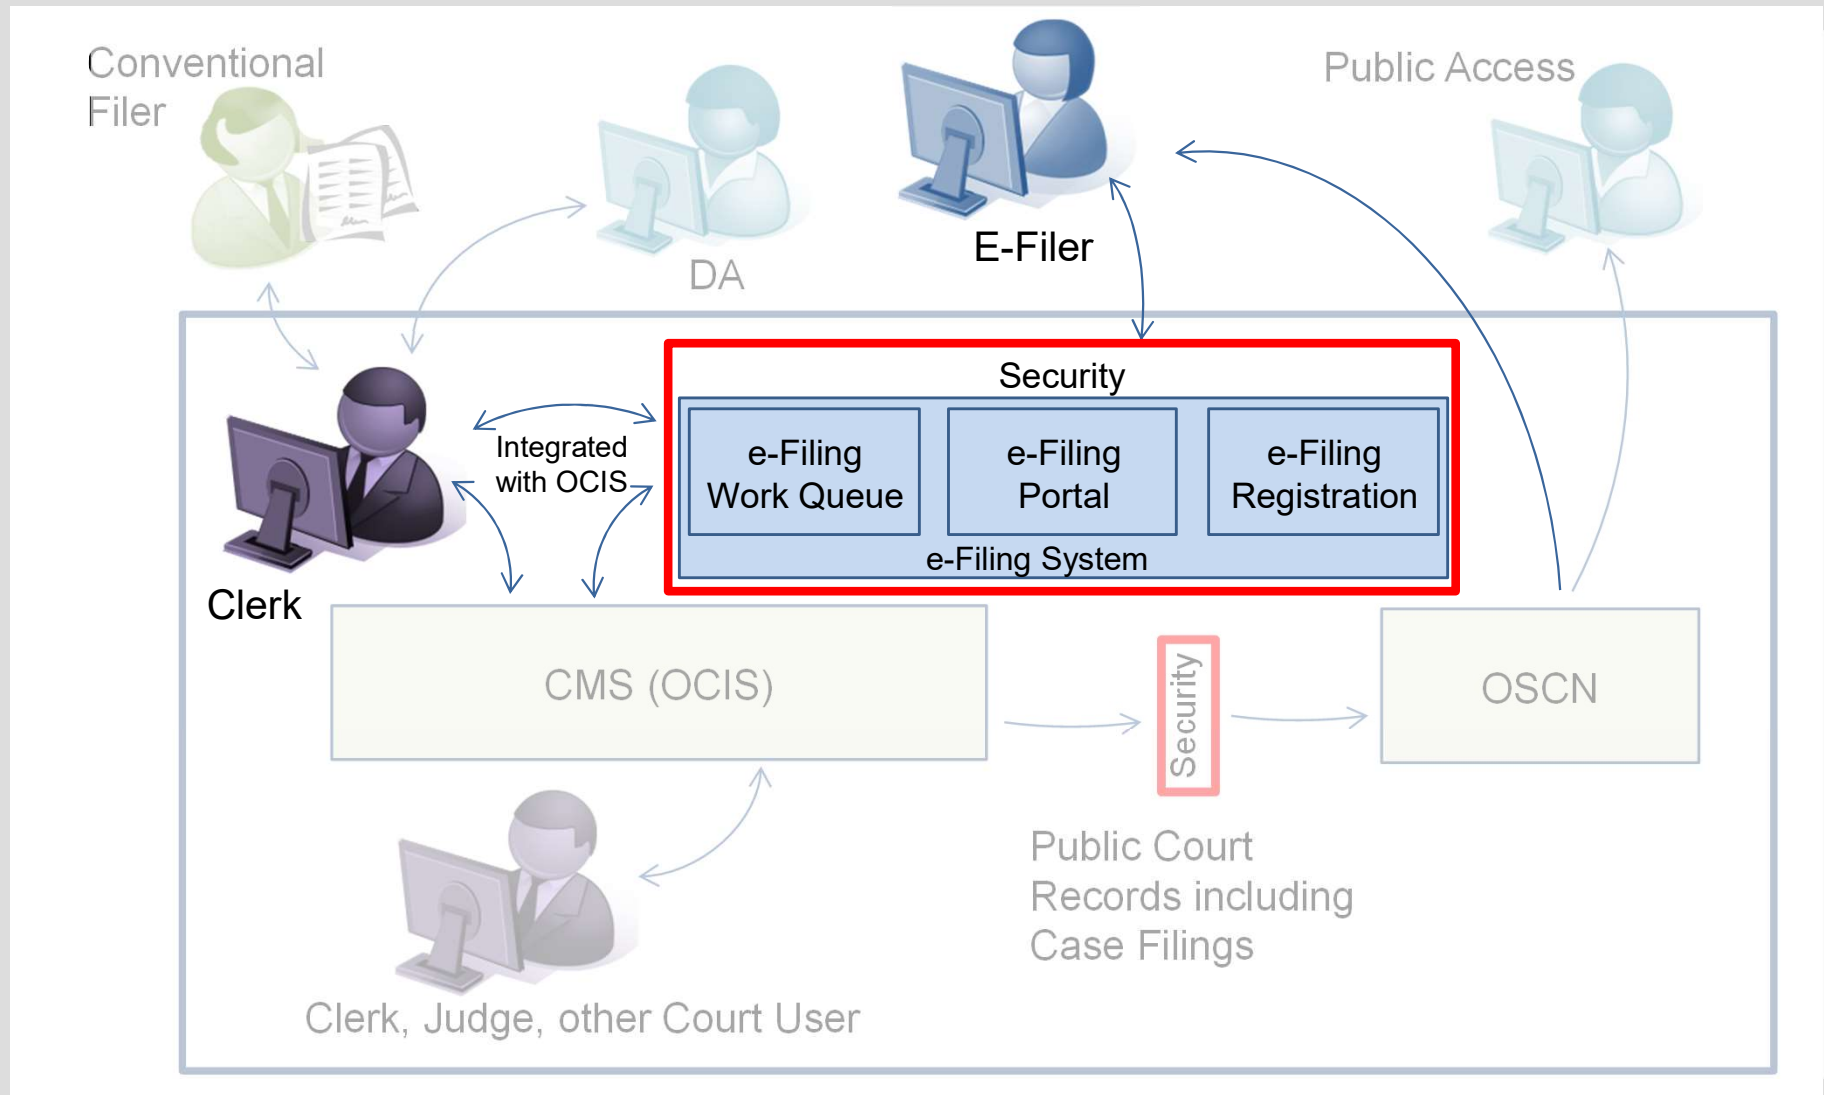 Conventional
Filer
Public Access
E-Filer
DA
Security
Integrated
with OCIS
e-Filing
Work Queue
e-Filing
Portal
e-Filing
Registration
e-Filing System
Clerk
CMS (OCIS)
Security
OSCN
Public Court
Records including
Case Filings
Clerk, Judge, other Court User